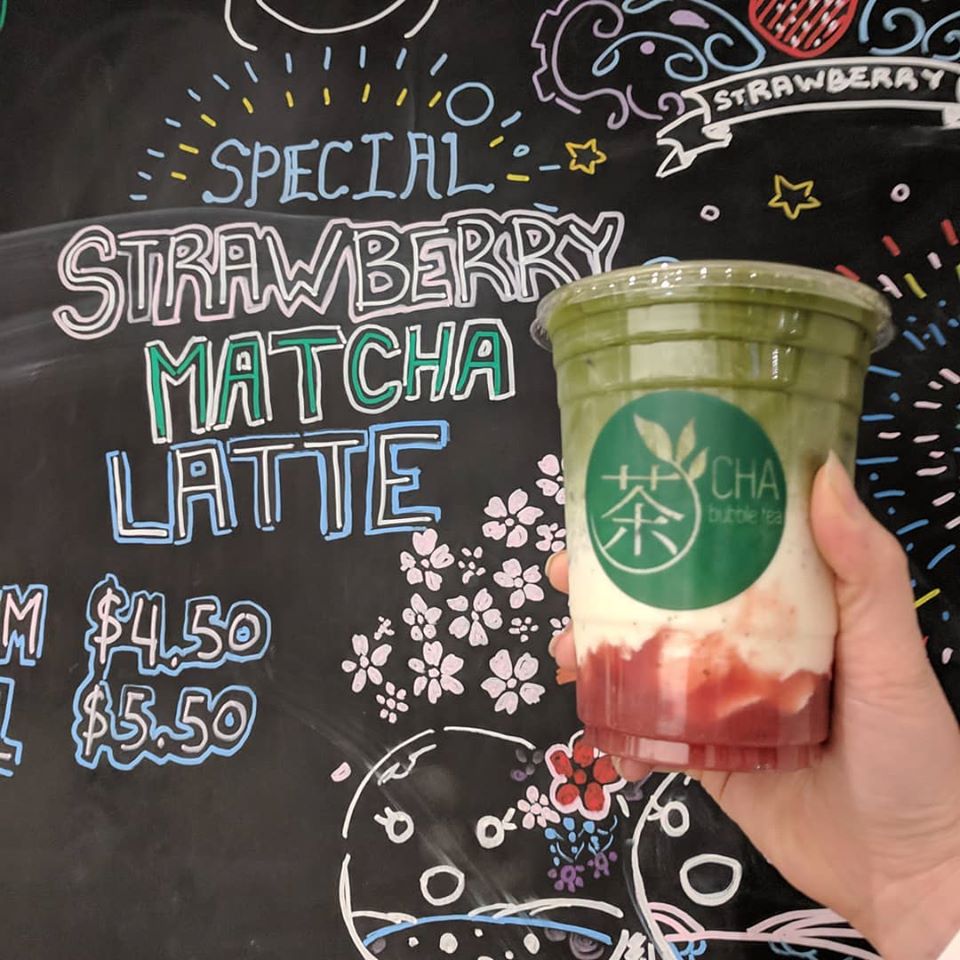 SPECIAL
STRAWBERRY
MATCHA
LATTE
M $4.50
L $5.50
STRAWBERRY
茶 CHA
bubble tea